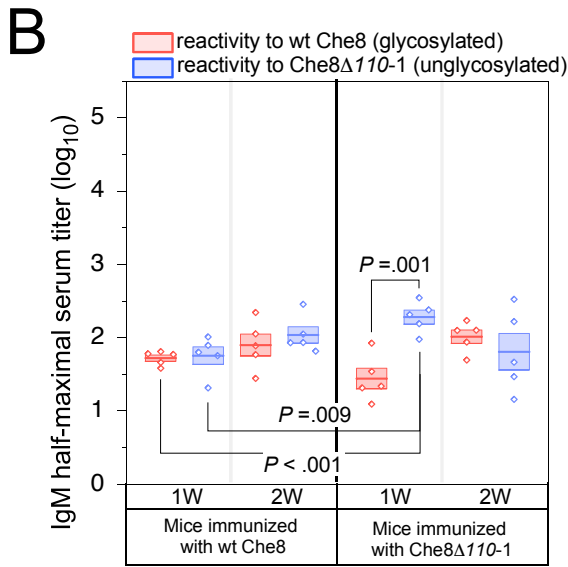 B
reactivity to wt Che8 (glycosylated)
reactivity to Che8Δ110-1 (unglycosylated)
IgM half-maximal serum titer (log10)
5
4
3
2
1
0
P =.001
P =.009
P < .001
1W 2W 1W 2W
Mice immunized
with wt Che8
Mice immunized
with Che8Δ110-1